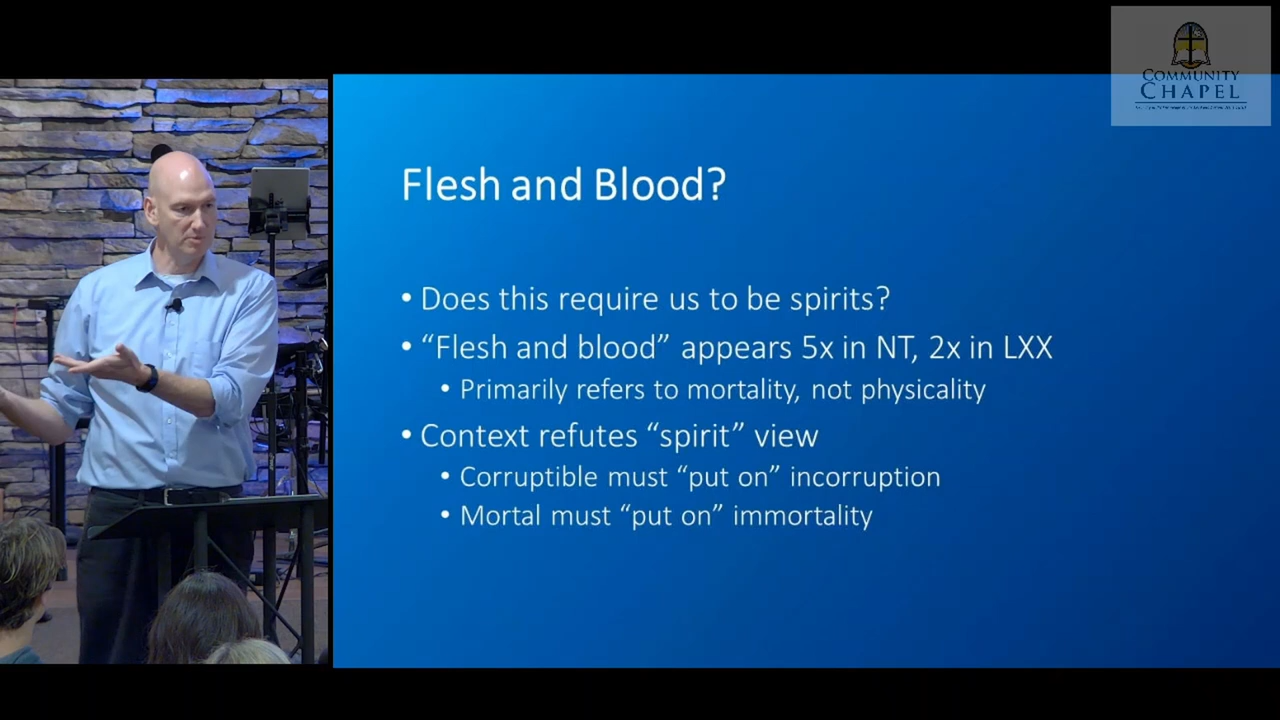 COMMUNITY
CHAPEL
Flesh and Blood?
• Does this require us to be spirits?
• “Flesh and blood” appears 5x in NT, 2x in LXX
• Primarily refers to mortality, not physicality
• Context refutes “spirit” view
• Corruptible must “put on” incorruption
• Mortal must “put on” immortality